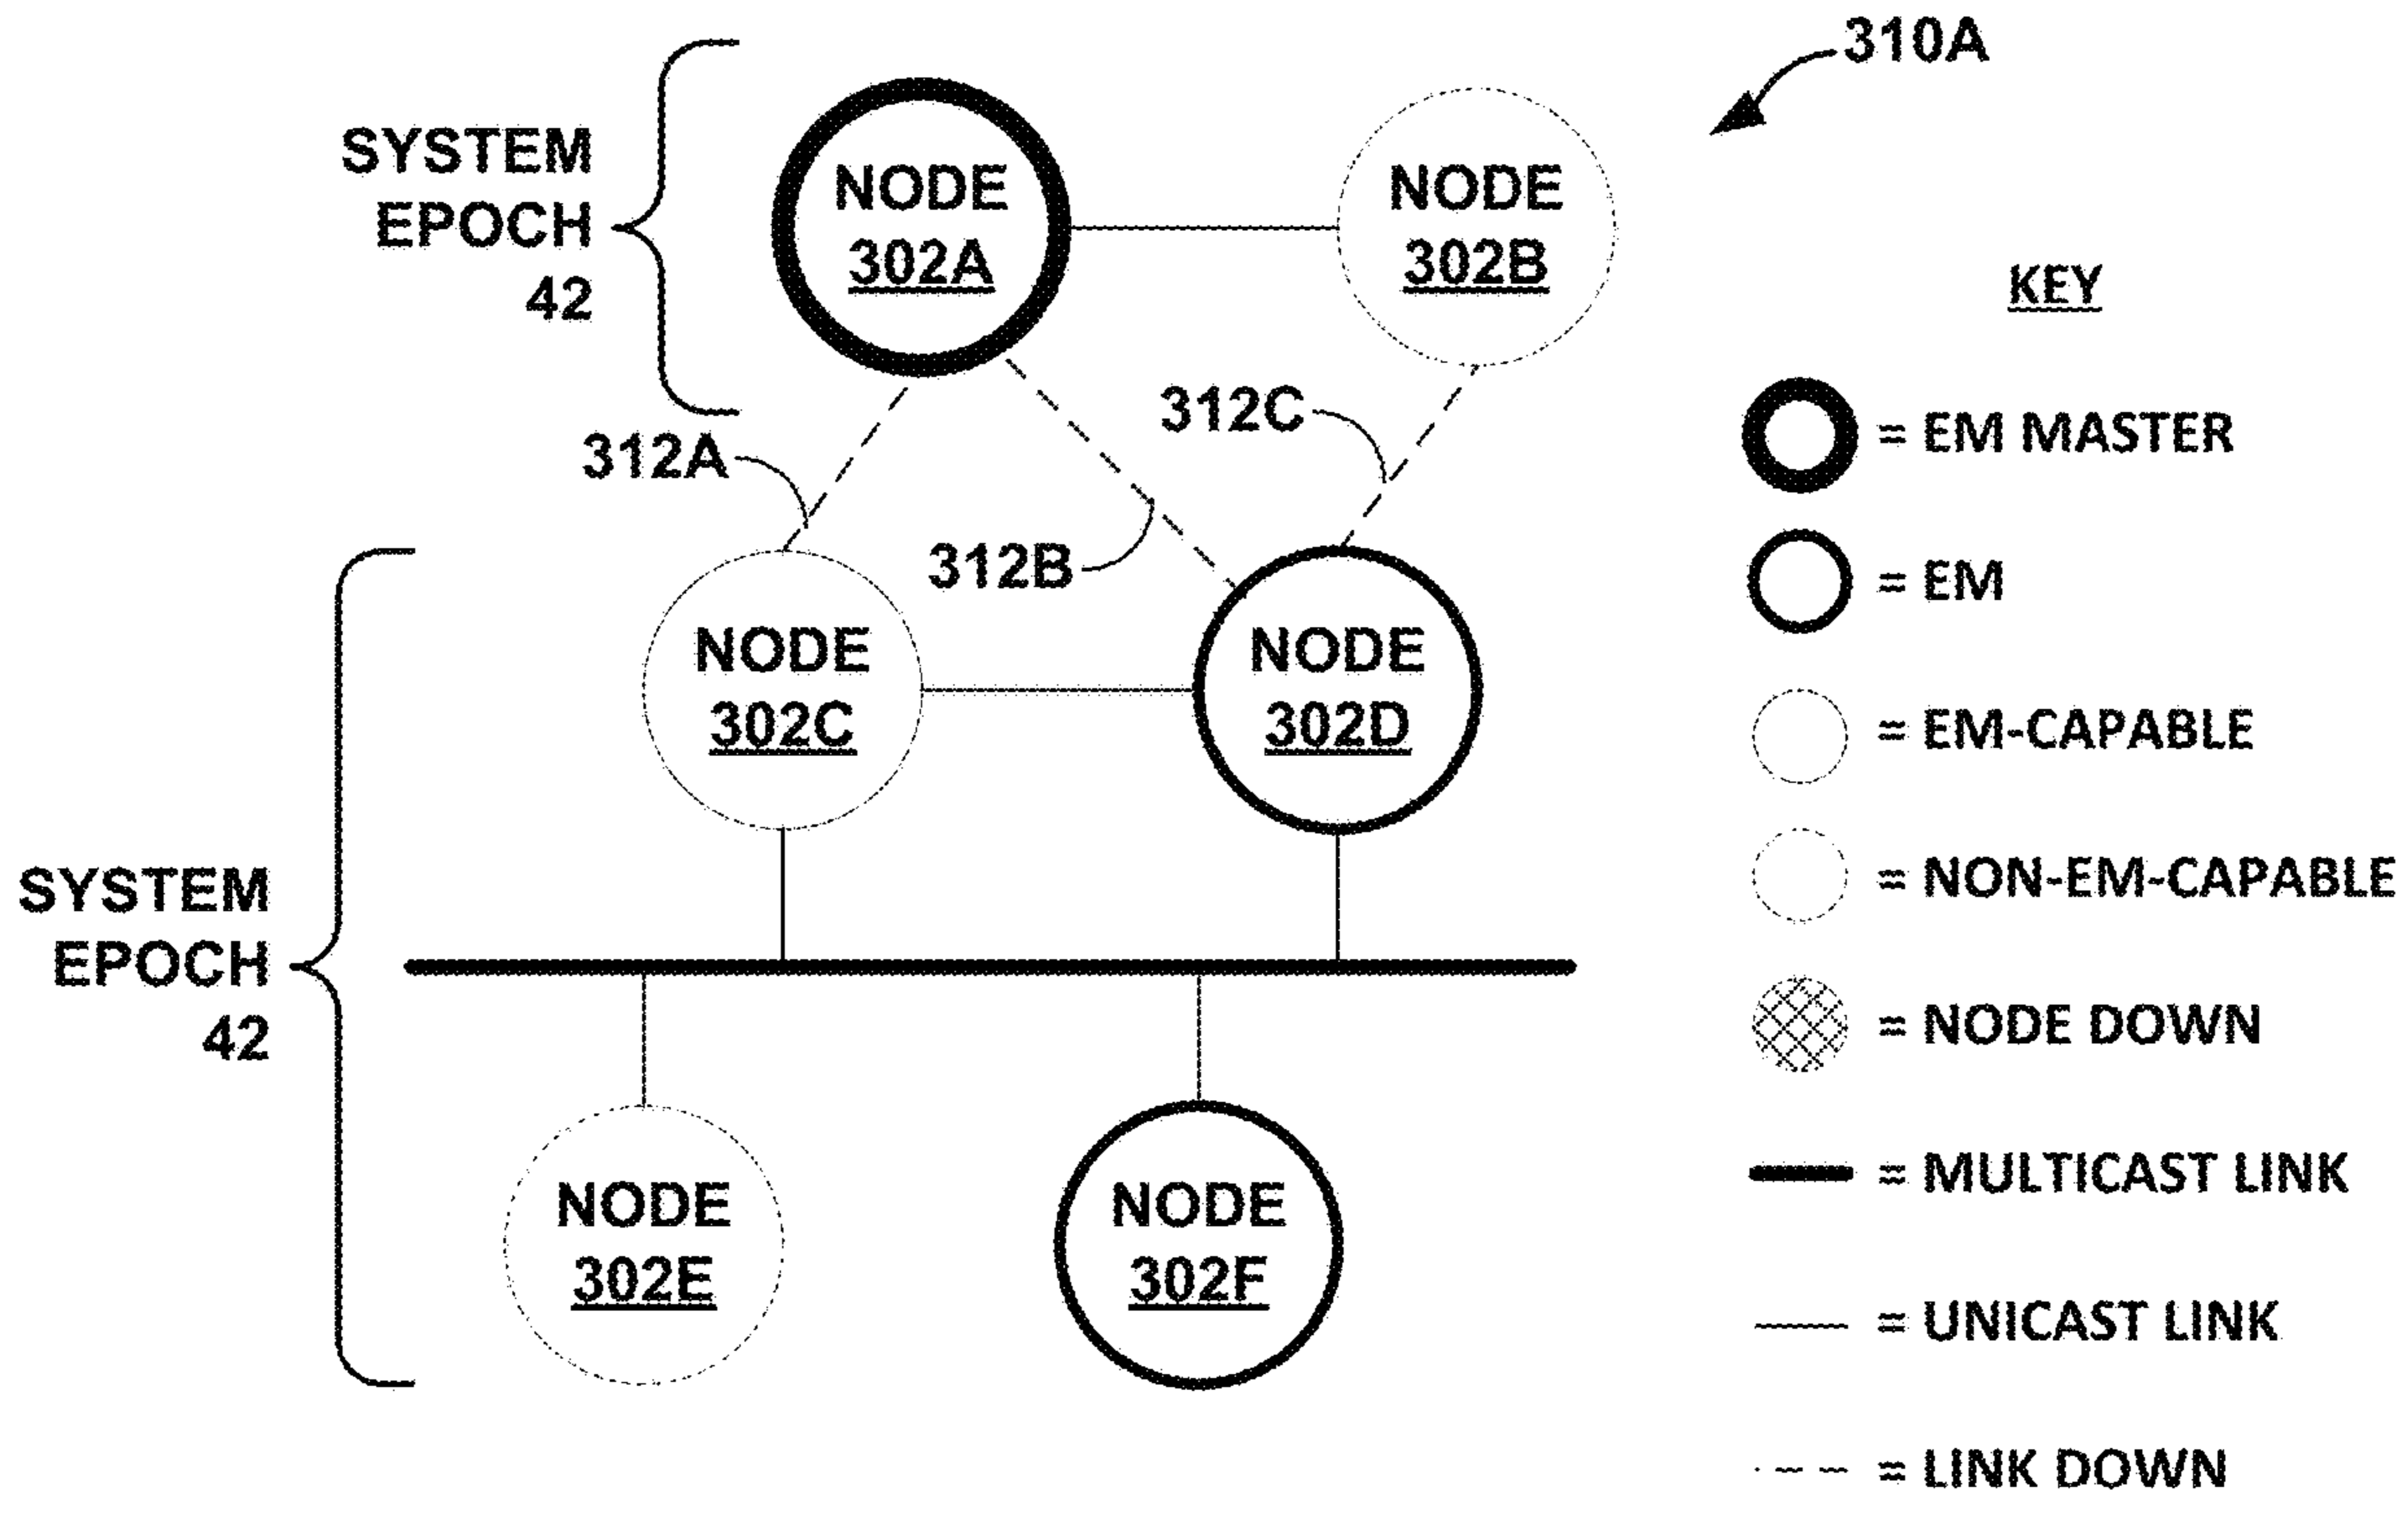 310A
SYSTEM
EPOCH
42
NODE
302A
NODE
302B
312A
312B
312C
NODE
302C
NODE
302D
SYSTEM
EPOCH
42
NODE
302E
NODE
302F
KEY
= EM MASTER
= EM
= EM-CAPABLE
= NON-EM-CAPABLE
= NODE DOWN
= MULTICAST LINK
= UNICAST LINK
= LINK DOWN